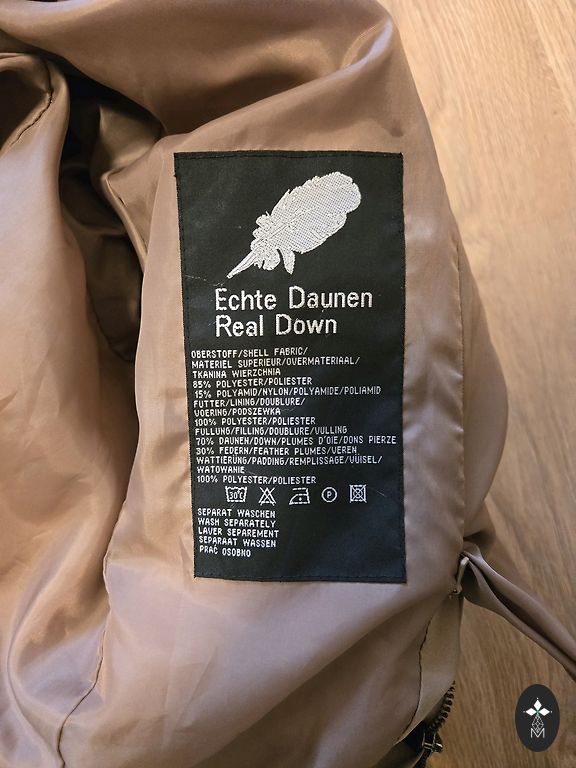 Echte Daunen
Real Down
OBERSTOFF/SHELL FABRIC/
MATERIEL SUPERIEUR/OVERMATERIAAL/
TKANINA WIERZCHNIA
85% POLYESTER/POLIESTER
15% POLYAMID/NYLON/POLYAMIDE/POLIAMID
FUTTER/LINING/DOUBLURE/
VOERING/PODSZEWKA
100% POLYESTER/POLIESTER
FÜLLUNG/FILLING/DOUBLURE/VULLING
70% DAUNEN/DOWN/PLUMES D'OIE/DONS PIERZE
30% FEDERN/FEATHER PLUMES/VEREN
WATTIERUNG/PADDING/REMPLISSAGE/VÜISEL/
WATOWANIE
100% POLYESTER/POLIESTER
30°C P
SEPARAT WASCHEN
WASH SEPARATELY
LAVER SEPAREMENT
SEPARAAT WASSEN
PRAĆ OSOBNO
M